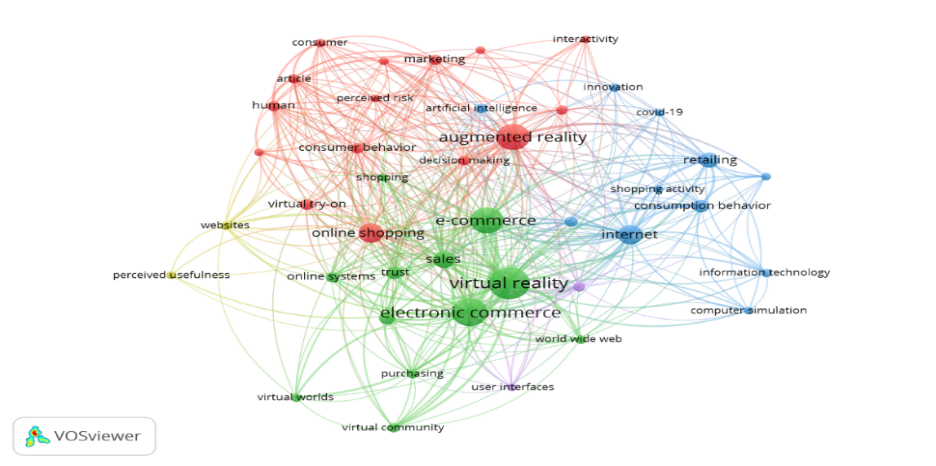 consumer
interactivity
marketing
article
innovation
perceived risk
human
artificial intelligence
covid-19
augmented reality
consumer behavior
decision making
retailing
shopping
shopping activity
virtual try-on
consumption behavior
websites
e-commerce
online shopping
internet
sales
perceived usefulness
online systems
trust
information technology
virtual reality
electronic commerce
computer simulation
world wide web
purchasing
user interfaces
virtual worlds
virtual community
VOSviewer